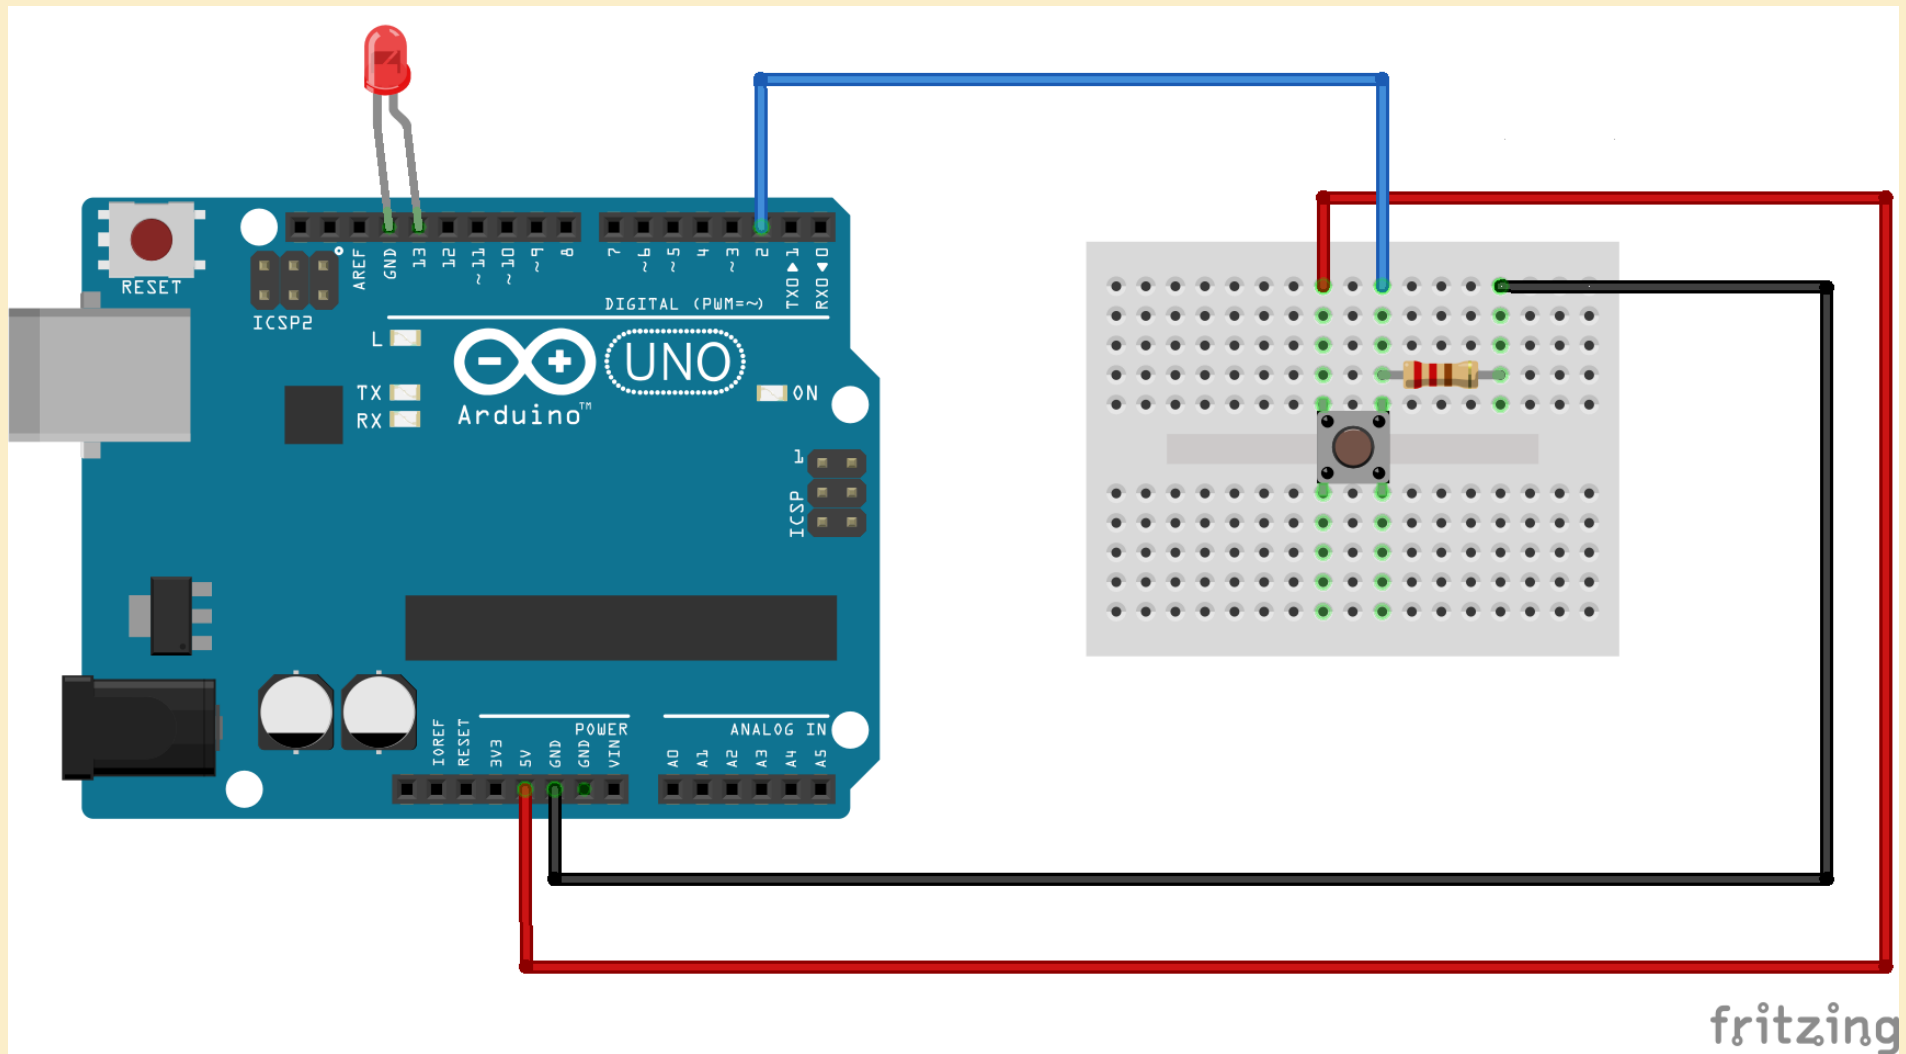 RESET
ICSP2
AREF
GND
13
12
~11
~10
~9
8
7
~6
~5
4
~3
2
TX0▶1
RX0◀0
DIGITAL (PWM=~)
L
TX
RX
Arduino™
UNO
ON
1
ICSP
POWER
ANALOG IN
IOREF
RESET
3V3
5V
GND
GND
VIN
A0
A1
A2
A3
A4
A5
fritzing